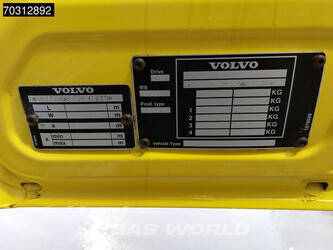 70312892
VOLVO
L m
W m
e m
a min m
max m
VOLVO
Drive
WB
Prod. type
KG
KG
1 KG
2 KG
3 KG
4 KG
Vehicle Type
BAS WORLD